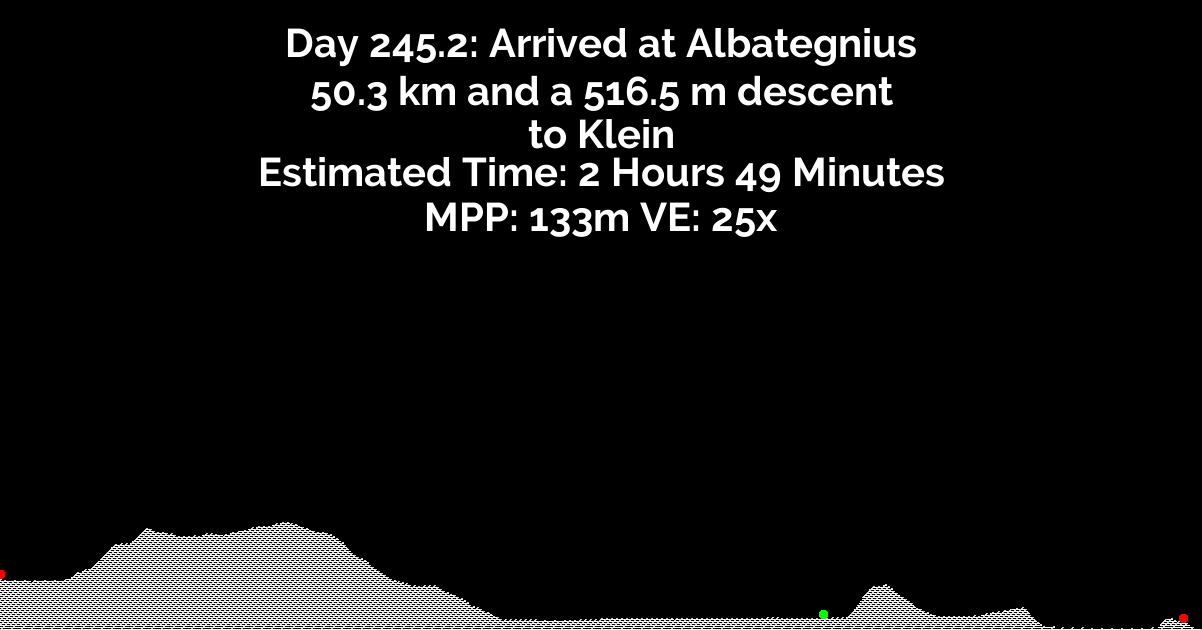 Day 245.2: Arrived at Albategnius
50.3 km and a 516.5 m descent
to Klein
Estimated Time: 2 Hours 49 Minutes
MPP: 133m VE: 25x